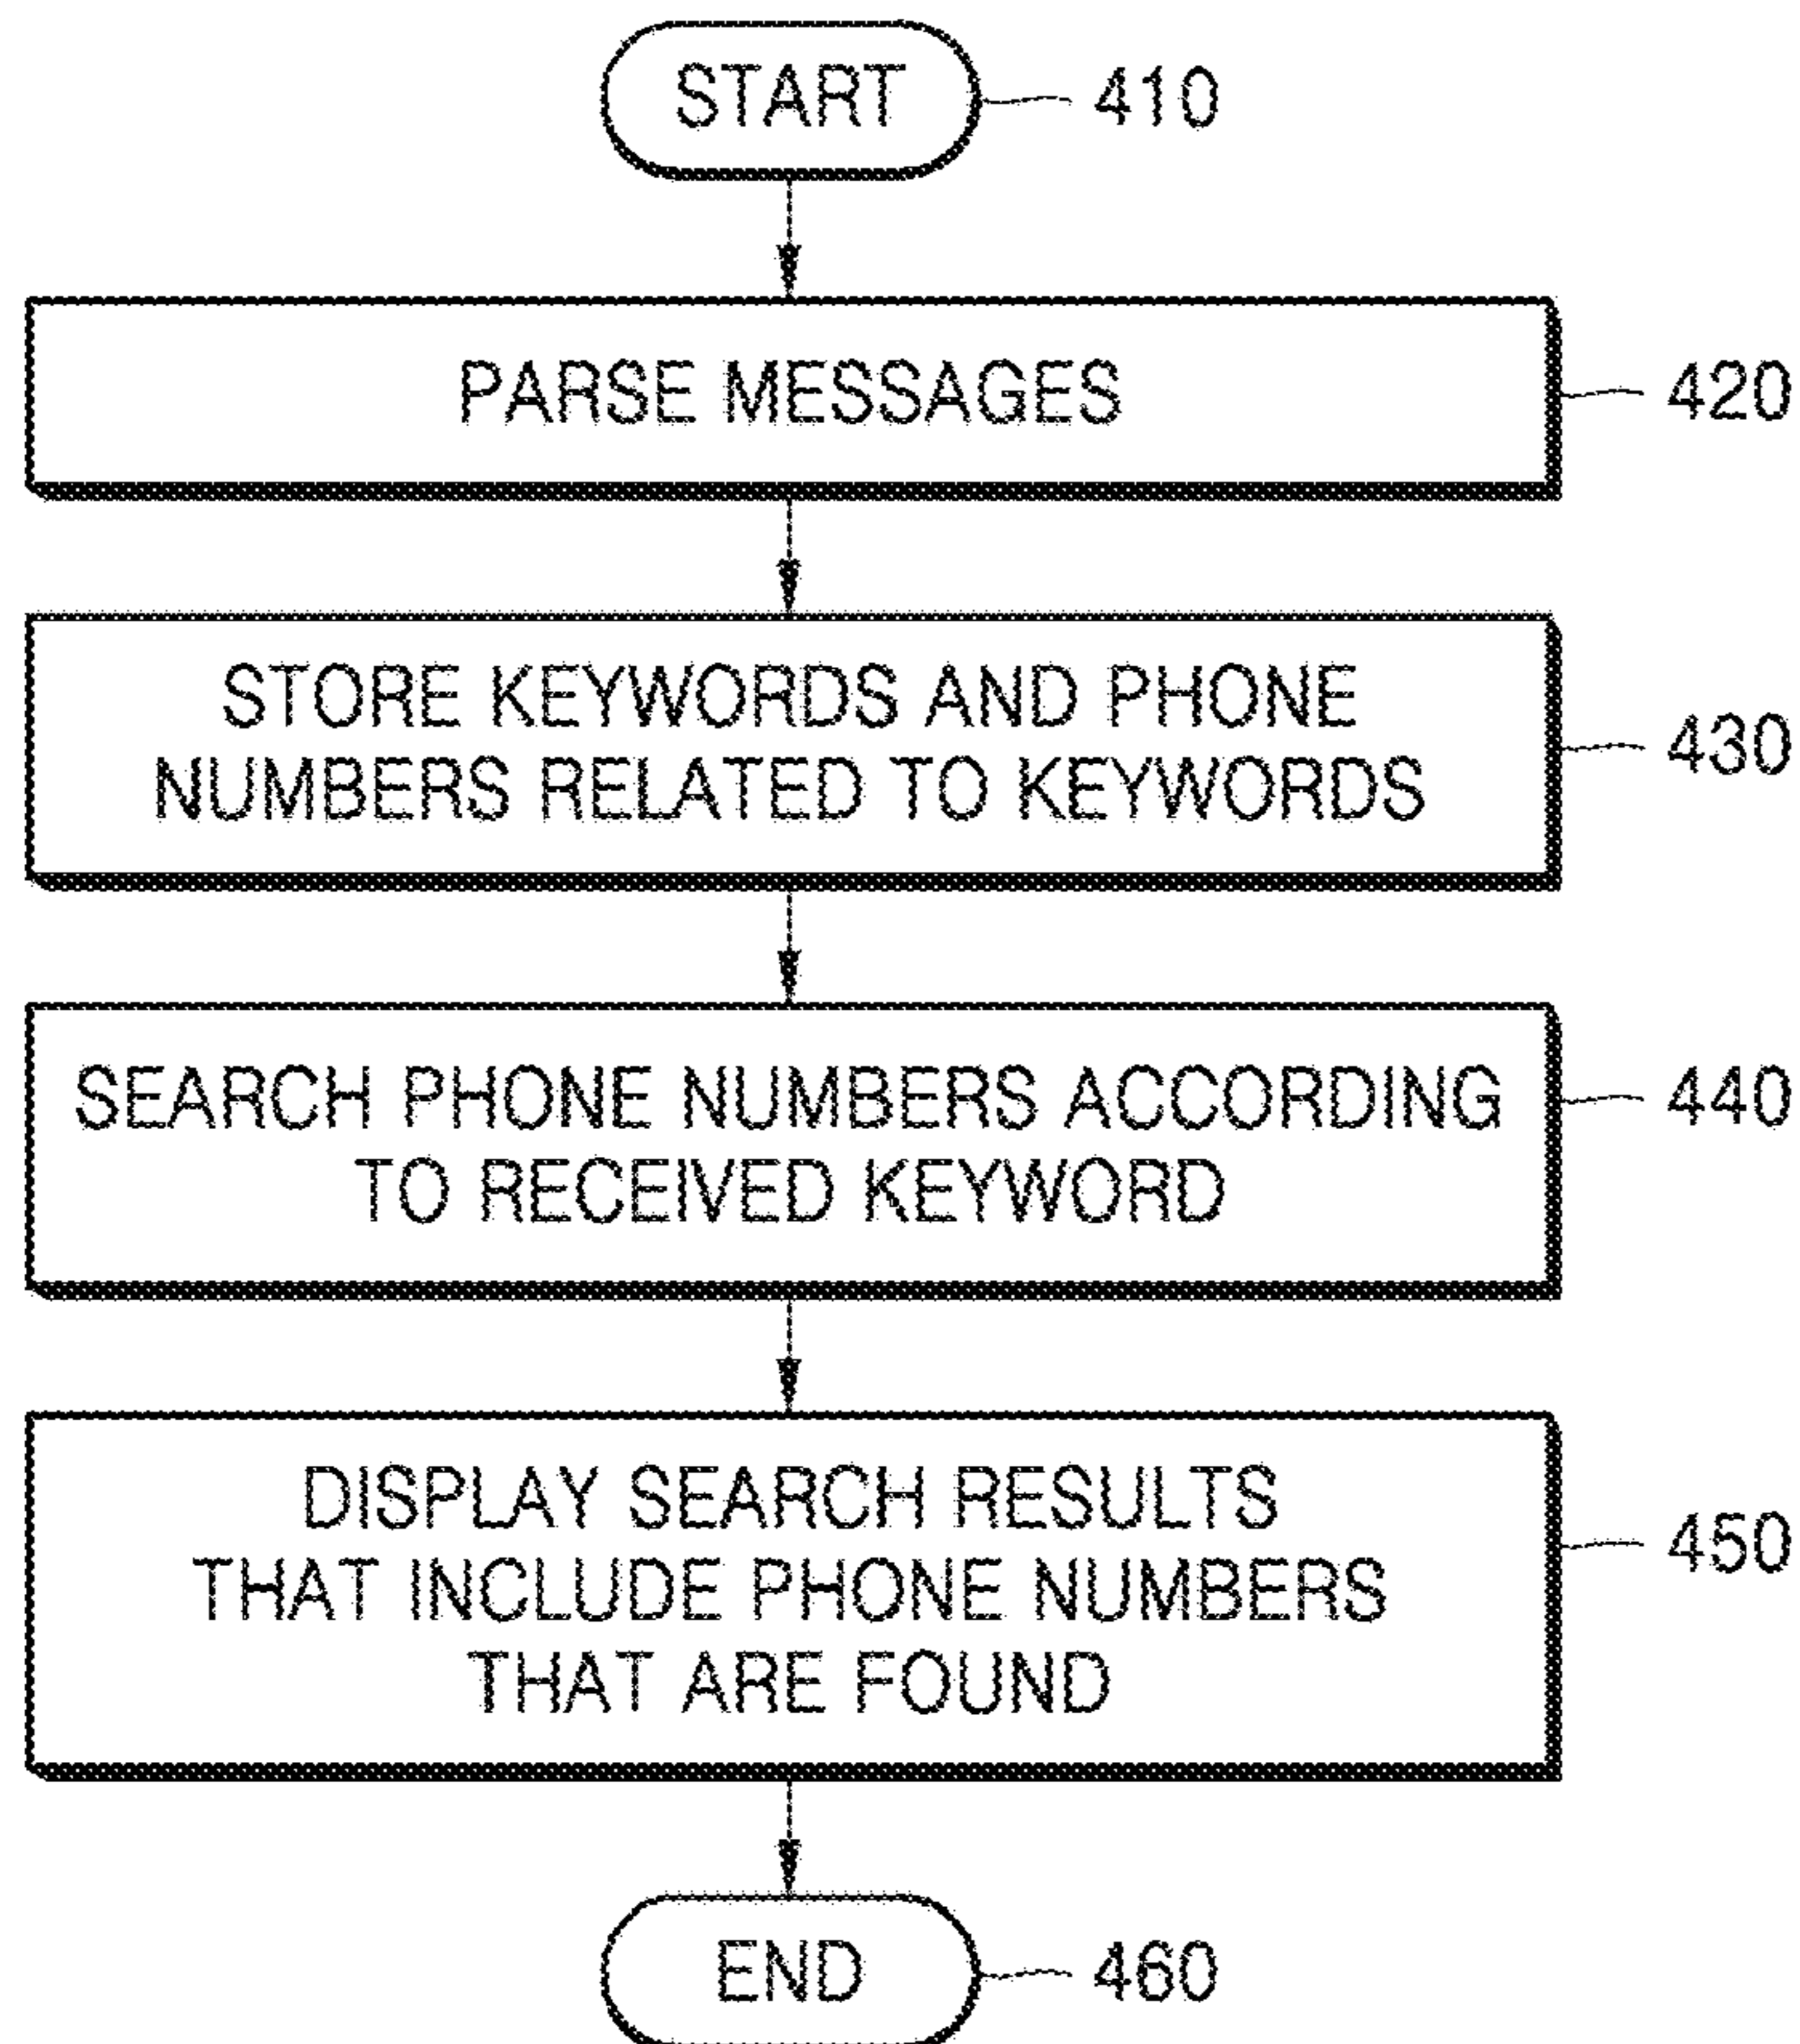 START
410
PARSE MESSAGES
420
STORE KEYWORDS AND PHONE
NUMBERS RELATED TO KEYWORDS
430
SEARCH PHONE NUMBERS ACCORDING
TO RECEIVED KEYWORD
440
DISPLAY SEARCH RESULTS
THAT INCLUDE PHONE NUMBERS
THAT ARE FOUND
450
END
460